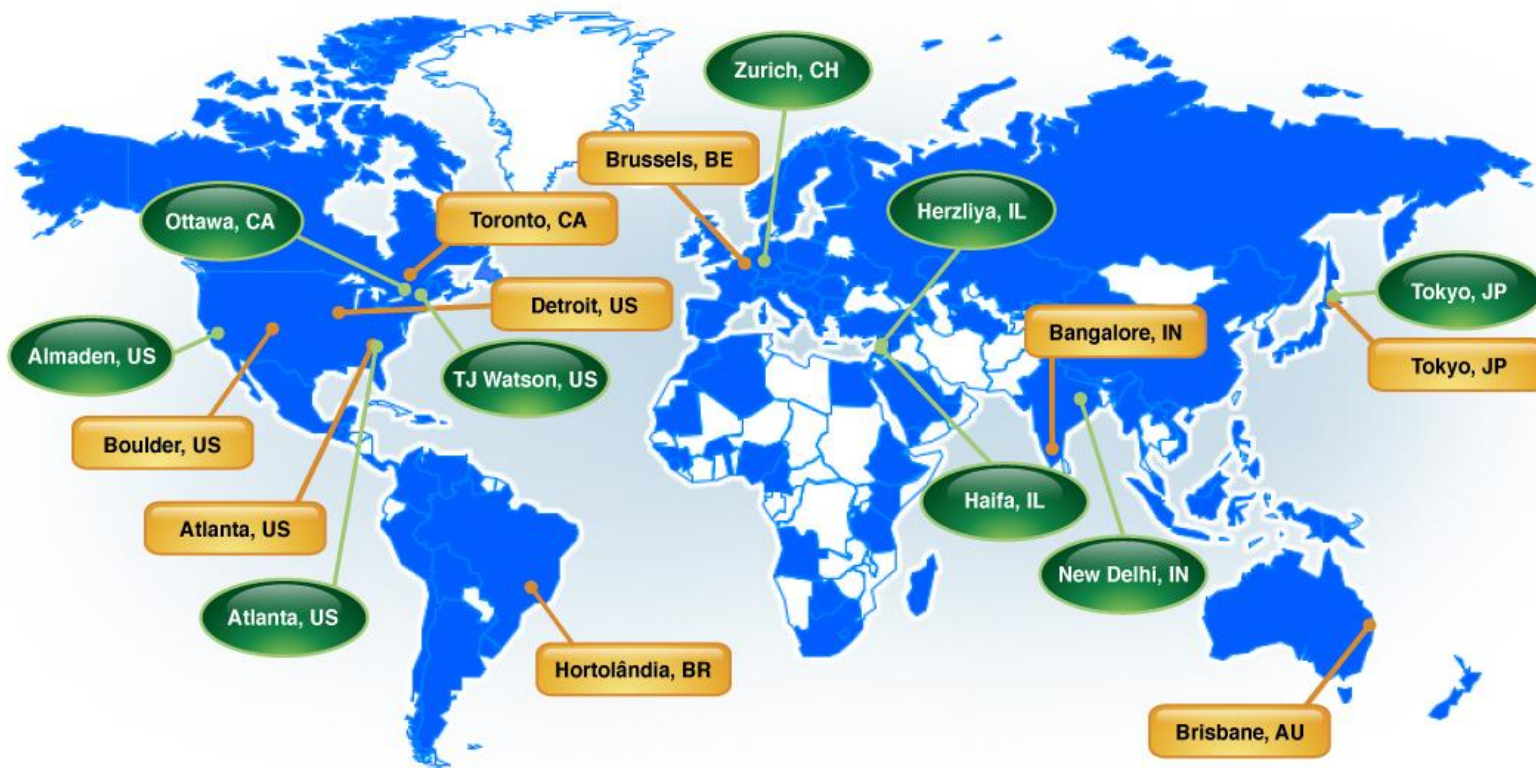 Zurich, CH
Brussels, BE
Ottawa, CA
Toronto, CA
Herzliya, IL
Tokyo, JP
Detroit, US
Bangalore, IN
Almaden, US
TJ Watson, US
Tokyo, JP
Boulder, US
Haifa, IL
Atlanta, US
New Delhi, IN
Atlanta, US
Hortolândia, BR
Brisbane, AU